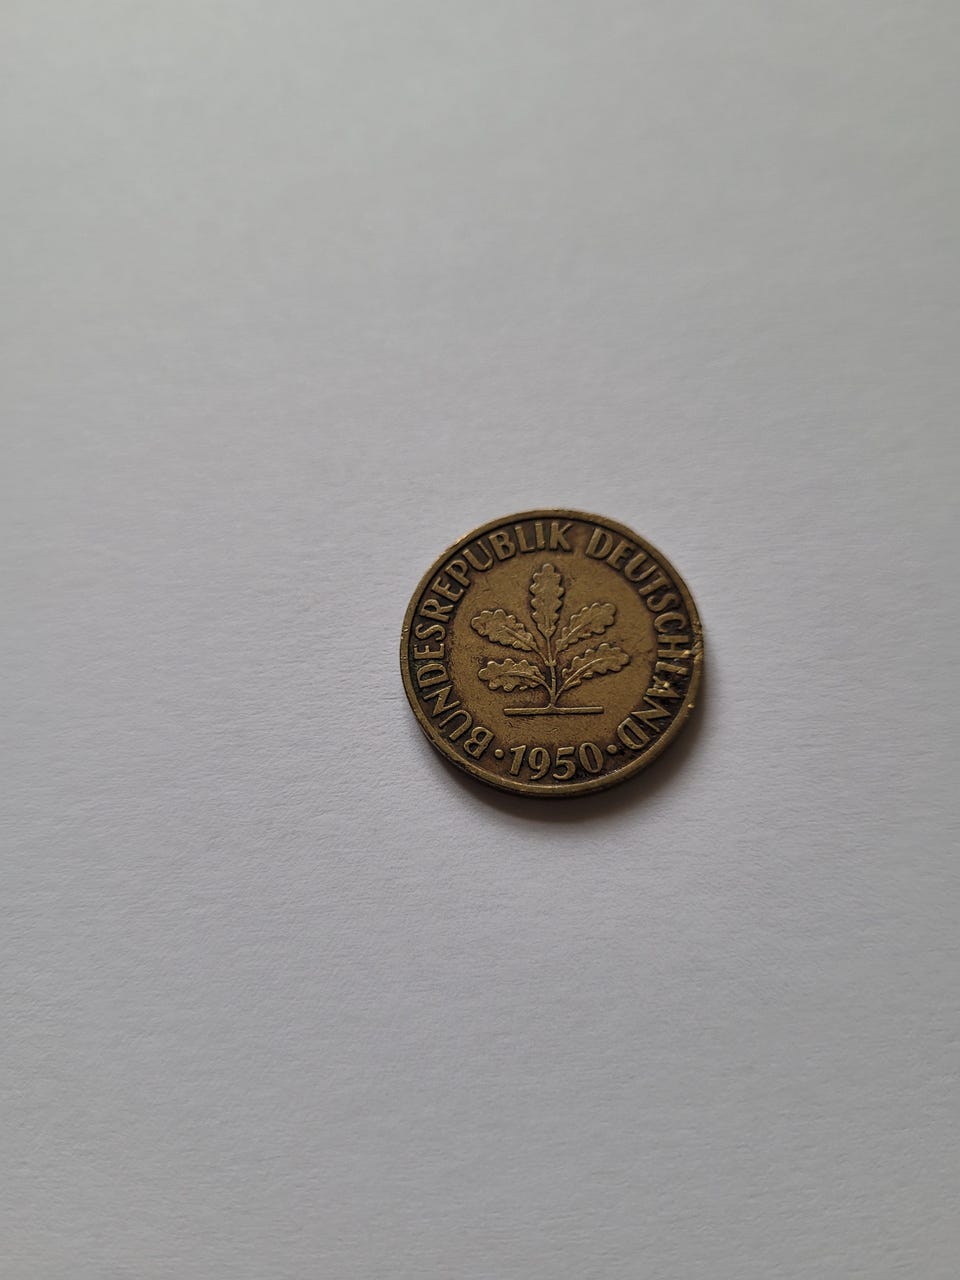 BUNDESREPUBLIK DEUTSCHLAND
· 1950 ·